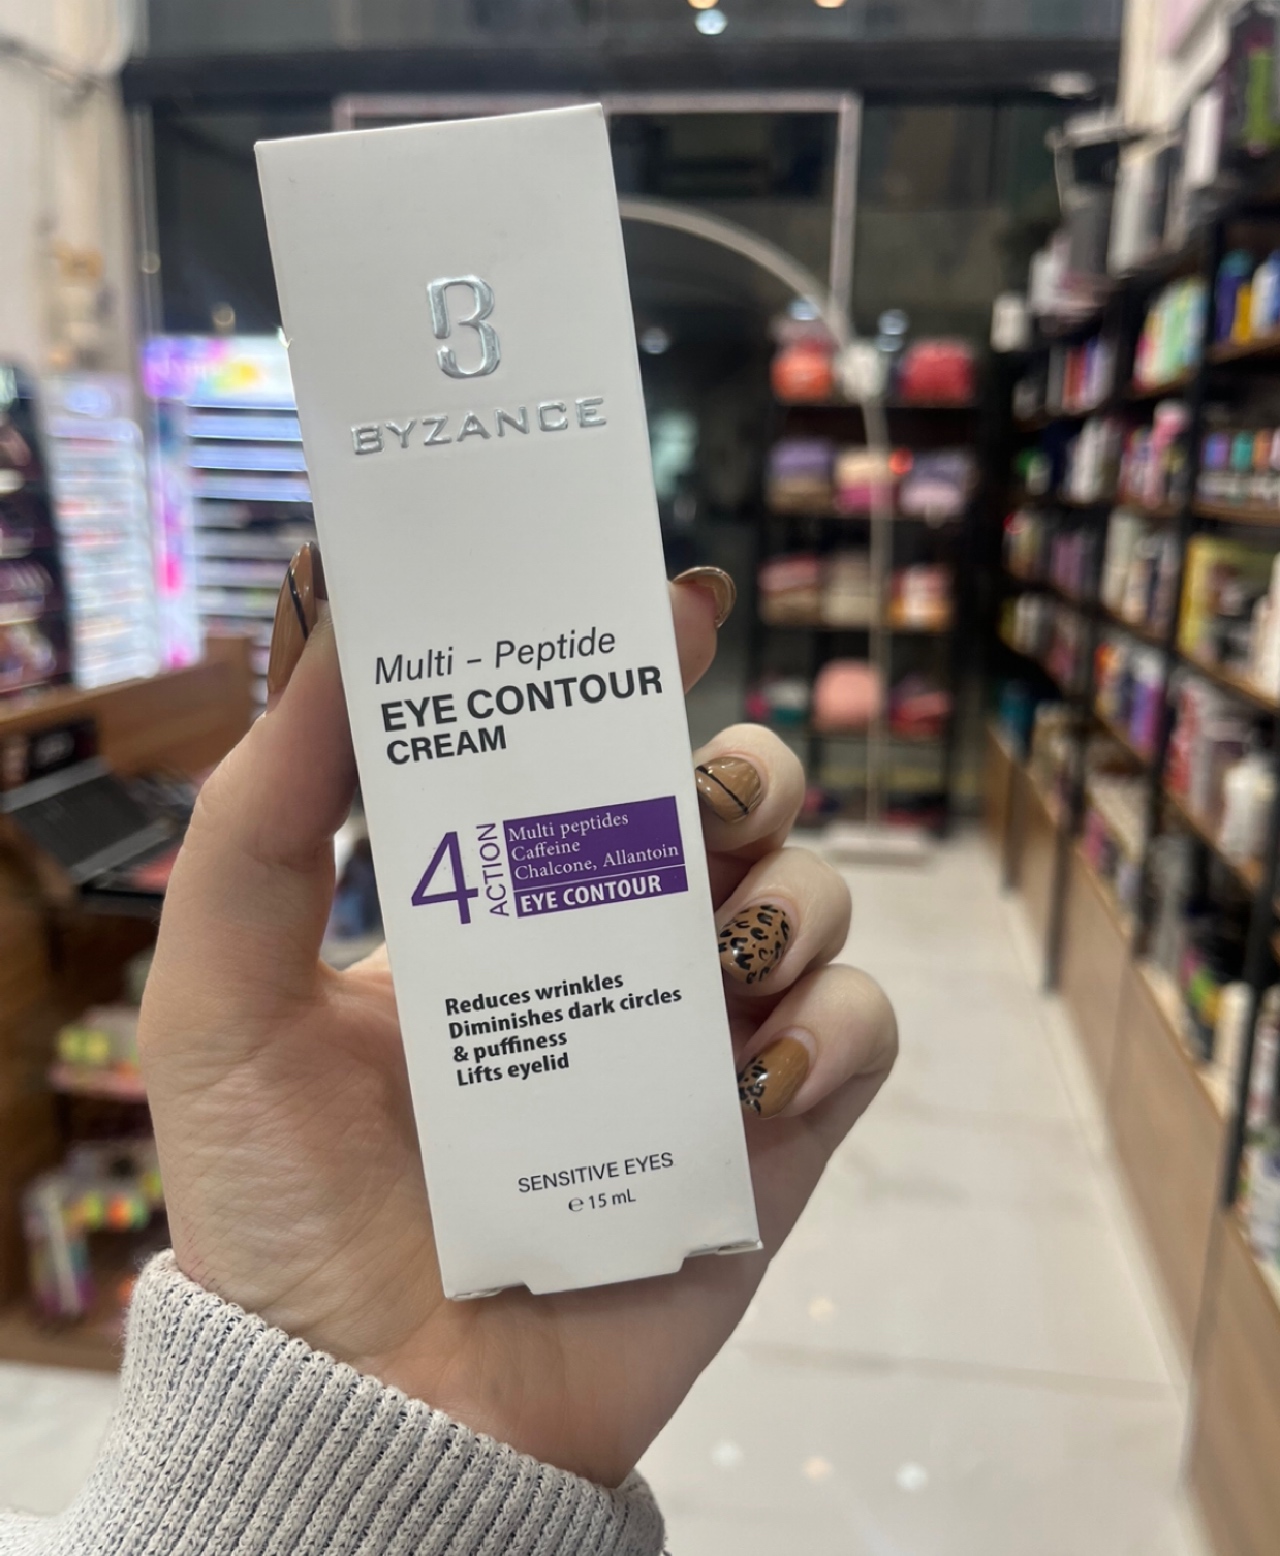 B
BYZANCE
Multi - Peptide
EYE CONTOUR
CREAM
4 ACTION
Multi peptides
Caffeine
Chalcone, Allantoin
EYE CONTOUR
Reduces wrinkles
Diminishes dark circles
& puffiness
Lifts eyelid
SENSITIVE EYES
℮ 15 mL